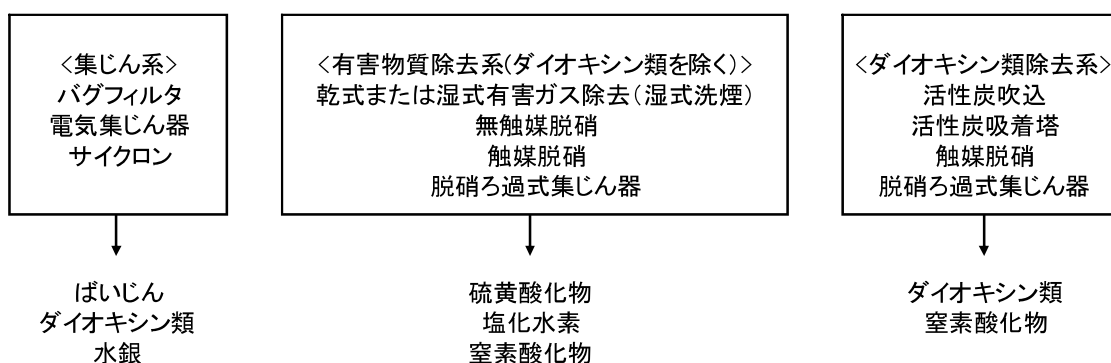 <集じん系>
バグフィルタ
電気集じん器
サイクロン
<有害物質除去系(ダイオキシン類を除く)>
乾式または湿式有害ガス除去(湿式洗煙)
無触媒脱硝
触媒脱硝
脱硝ろ過式集じん器
<ダイオキシン類除去系>
活性炭吹込
活性炭吸着塔
触媒脱硝
脱硝ろ過式集じん器
ばいじん
ダイオキシン類
水銀
硫黄酸化物
塩化水素
窒素酸化物
ダイオキシン類
窒素酸化物